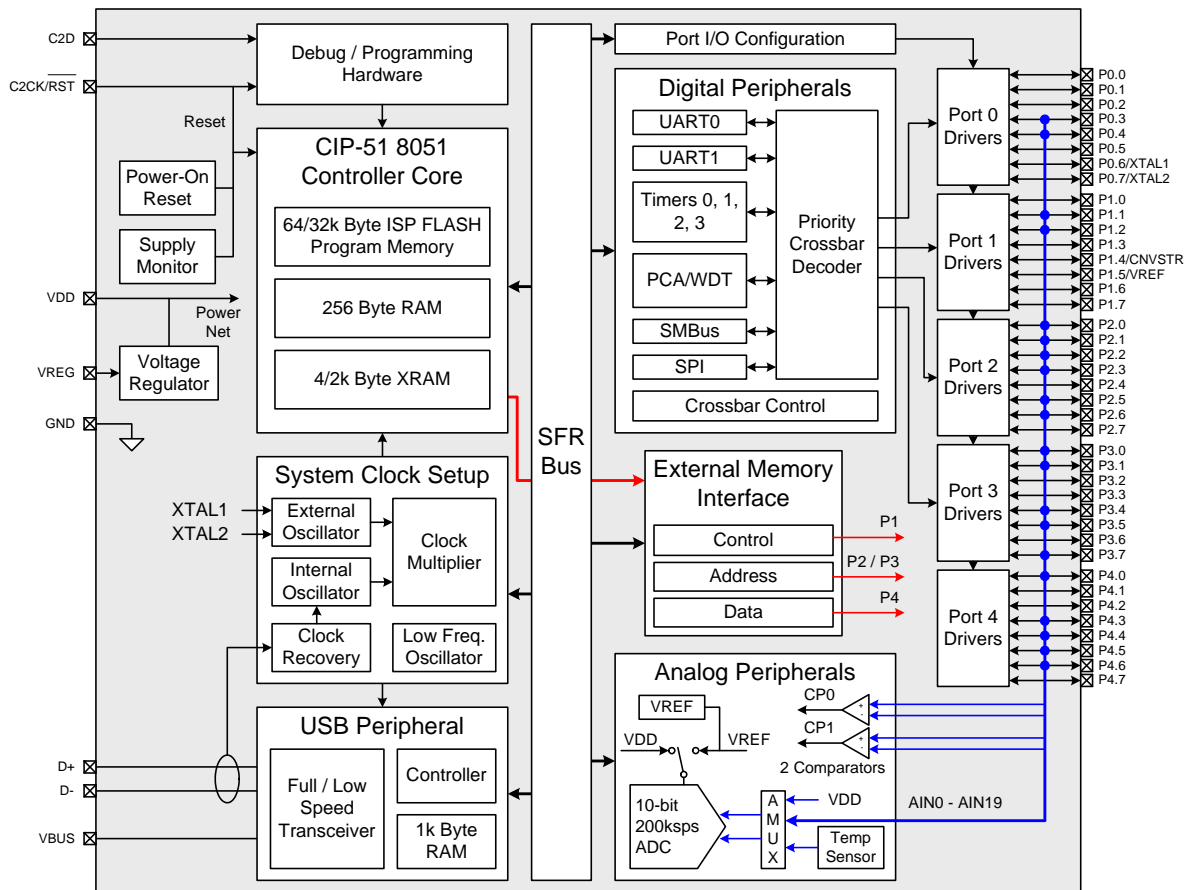 C2D
C2CK/RST
Debug / Programming
Hardware
Reset
Power-On
Reset
Supply
Monitor
CIP-51 8051
Controller Core
64/32k Byte ISP FLASH
Program Memory
256 Byte RAM
4/2k Byte XRAM
VDD
Power
Net
VREG
Voltage
Regulator
GND
System Clock Setup
XTAL1
XTAL2
External
Oscillator
Internal
Oscillator
Clock
Recovery
Clock
Multiplier
Low Freq.
Oscillator
USB Peripheral
D+
D-
VBUS
Full / Low
Speed
Transceiver
Controller
1k Byte
RAM
SFR
Bus
Port I/O Configuration
Digital Peripherals
UART0
UART1
Timers 0, 1,
2, 3
PCA/WDT
SMBus
SPI
Priority
Crossbar
Decoder
Crossbar Control
External Memory
Interface
Control
Address
Data
P1
P2 / P3
P4
Analog Peripherals
VREF
VDD
VREF
CP0
+
-
CP1
+
-
2 Comparators
10-bit
200ksps
ADC
A
M
U
X
VDD
Temp
Sensor
AIN0 - AIN19
Port 0
Drivers
Port 1
Drivers
Port 2
Drivers
Port 3
Drivers
Port 4
Drivers
P0.0
P0.1
P0.2
P0.3
P0.4
P0.5
P0.6/XTAL1
P0.7/XTAL2
P1.0
P1.1
P1.2
P1.3
P1.4/CNVSTR
P1.5/VREF
P1.6
P1.7
P2.0
P2.1
P2.2
P2.3
P2.4
P2.5
P2.6
P2.7
P3.0
P3.1
P3.2
P3.3
P3.4
P3.5
P3.6
P3.7
P4.0
P4.1
P4.2
P4.3
P4.4
P4.5
P4.6
P4.7